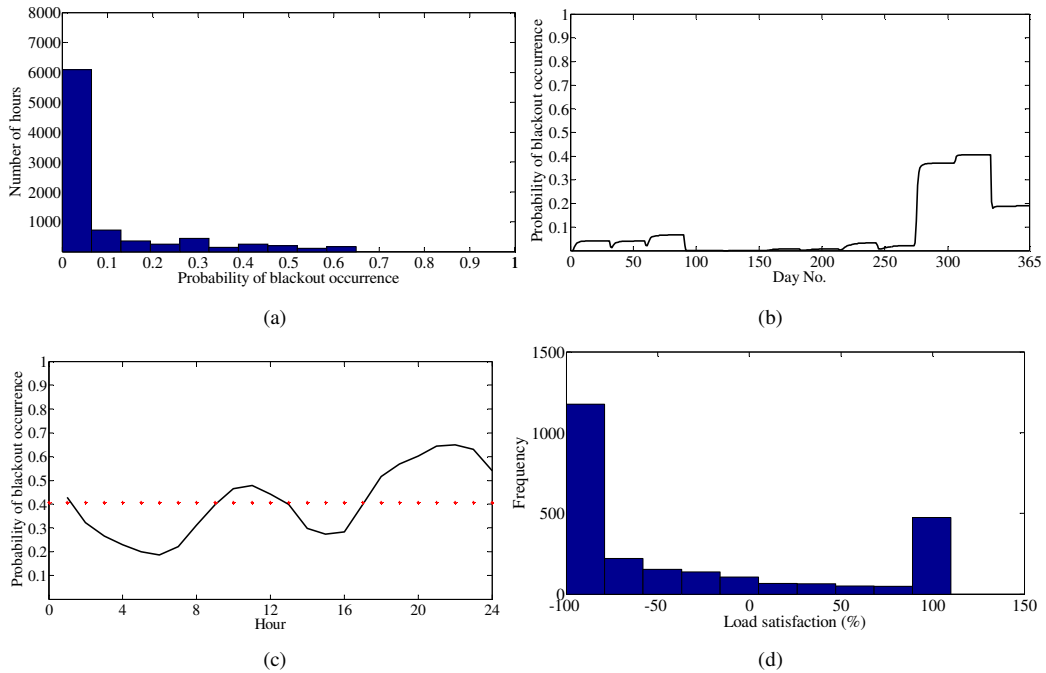 8000
7000
6000
5000
4000
3000
2000
1000
Number of hours
0 0.1 0.2 0.3 0.4 0.5 0.6 0.7 0.8 0.9 1
Probability of blackout occurrence
(a)
1
0.9
0.8
0.7
0.6
0.5
0.4
0.3
0.2
0.1
Probability of blackout occurrence
0 50 100 150 200 250 300 365
Day No.
(b)
1
0.9
0.8
0.7
0.6
0.5
0.4
0.3
0.2
0.1
Probability of blackout occurrence
0 4 8 12 16 20 24
Hour
(c)
1500
1000
500
0
Frequency
-100 -50 0 50 100 150
Load satisfaction (%)
(d)